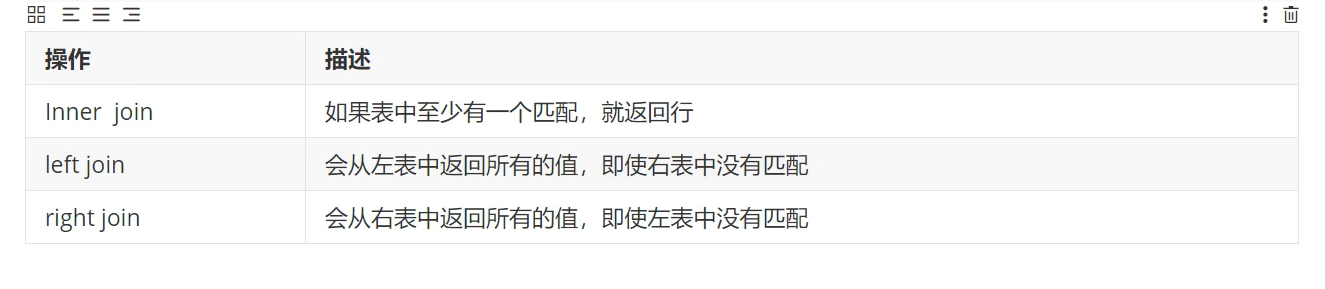 操作 描述
Inner  join 如果表中至少有一个匹配，就返回行
left join 会从左表中返回所有的值，即使右表中没有匹配
right join 会从右表中返回所有的值，即使左表中没有匹配